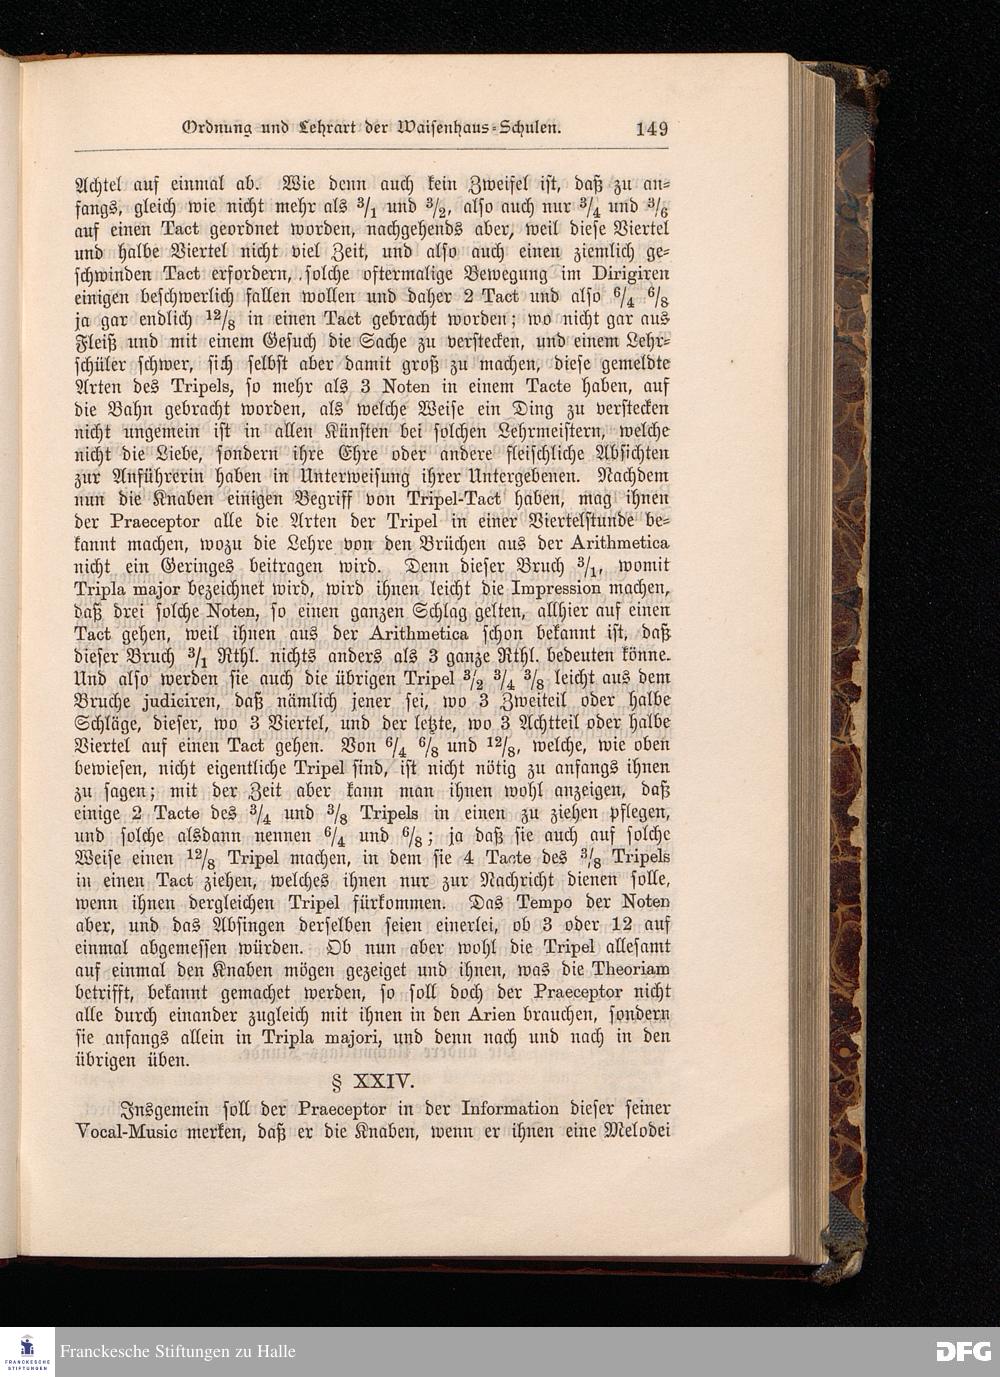 Ordnung und Lehrart der Waisenhaus-Schulen. 149
Achtel auf einmal ab. Wie denn auch kein Zweifel ist, daß zu an-
fangs, gleich wie nicht mehr als 3/1 und 3/2, also auch nur 3/4 und 3/6
auf einen Tact geordnet worden, nachgehends aber, weil diese Viertel
und halbe Viertel nicht viel Zeit, und also auch einen ziemlich ge-
schwinden Tact erfordern, solche oftermalige Bewegung im Dirigiren
einigen beschwerlich fallen wollen und daher 2 Tact und also 6/4 6/8
ja gar endlich 12/8 in einen Tact gebracht worden; wo nicht gar aus
Fleiß und mit einem Gesuch die Sache zu verstecken, und einem Lehr-
schüler schwer, sich selbst aber damit groß zu machen, diese gemeldte
Arten des Tripels, so mehr als 3 Noten in einem Tacte haben, auf
die Bahn gebracht worden, als welche Weise ein Ding zu verstecken
nicht ungemein ist in allen Künsten bei solchen Lehrmeistern, welche
nicht die Liebe, sondern ihre Ehre oder andere fleischliche Absichten
zur Anführerin haben in Unterweisung ihrer Untergebenen. Nachdem
nun die Knaben einigen Begriff von Tripel-Tact haben, mag ihnen
der Praeceptor alle die Arten der Tripel in einer Viertelstunde be-
kannt machen, wozu die Lehre von den Brüchen aus der Arithmetica
nicht ein Geringes beitragen wird. Denn dieser Bruch 3/1, womit
Tripla major bezeichnet wird, wird ihnen leicht die Impression machen,
daß drei solche Noten, so einen ganzen Schlag gelten, allhier auf einen
Tact gehen, weil ihnen aus der Arithmetica schon bekannt ist, daß
dieser Bruch 3/1 Rthl. nichts anders als 3 ganze Rthl. bedeuten könne.
Und also werden sie auch die übrigen Tripel 3/2 3/4 3/8 leicht aus dem
Bruche judiciren, daß nämlich jener sei, wo 3 Zweiteil oder halbe
Schläge, dieser, wo 3 Viertel, und der letzte, wo 3 Achtteil oder halbe
Viertel auf einen Tact gehen. Von 6/4 6/8 und 12/8, welche, wie oben
bewiesen, nicht eigentliche Tripel sind, ist nicht nötig zu anfangs ihnen
zu sagen; mit der Zeit aber kann man ihnen wohl anzeigen, daß
einige 2 Tacte des 3/4 und 3/8 Tripels in einen zu ziehen pflegen,
und solche alsdann nennen 6/4 und 6/8; ja daß sie auch auf solche
Weise einen 12/8 Tripel machen, in dem sie 4 Tacte des 3/8 Tripels
in einen Tact ziehen, welches ihnen nur zur Nachricht dienen solle,
wenn ihnen dergleichen Tripel fürkommen. Das Tempo der Noten
aber, und das Absingen derselben seien einerlei, ob 3 oder 12 auf
einmal abgemessen würden. Ob nun aber wohl die Tripel allesamt
auf einmal den Knaben mögen gezeiget und ihnen, was die Theoriam
betrifft, bekannt gemachet werden, so soll doch der Praeceptor nicht
alle durch einander zugleich mit ihnen in den Arien brauchen, sondern
sie anfangs allein in Tripla majori, und denn nach und nach in den
übrigen üben.
§ XXIV.
Insgemein soll der Praeceptor in der Information dieser seiner
Vocal-Music merken, daß er die Knaben, wenn er ihnen eine Melodei
FRANCKESCHE
STIFTUNGEN
Franckesche Stiftungen zu Halle
DFG